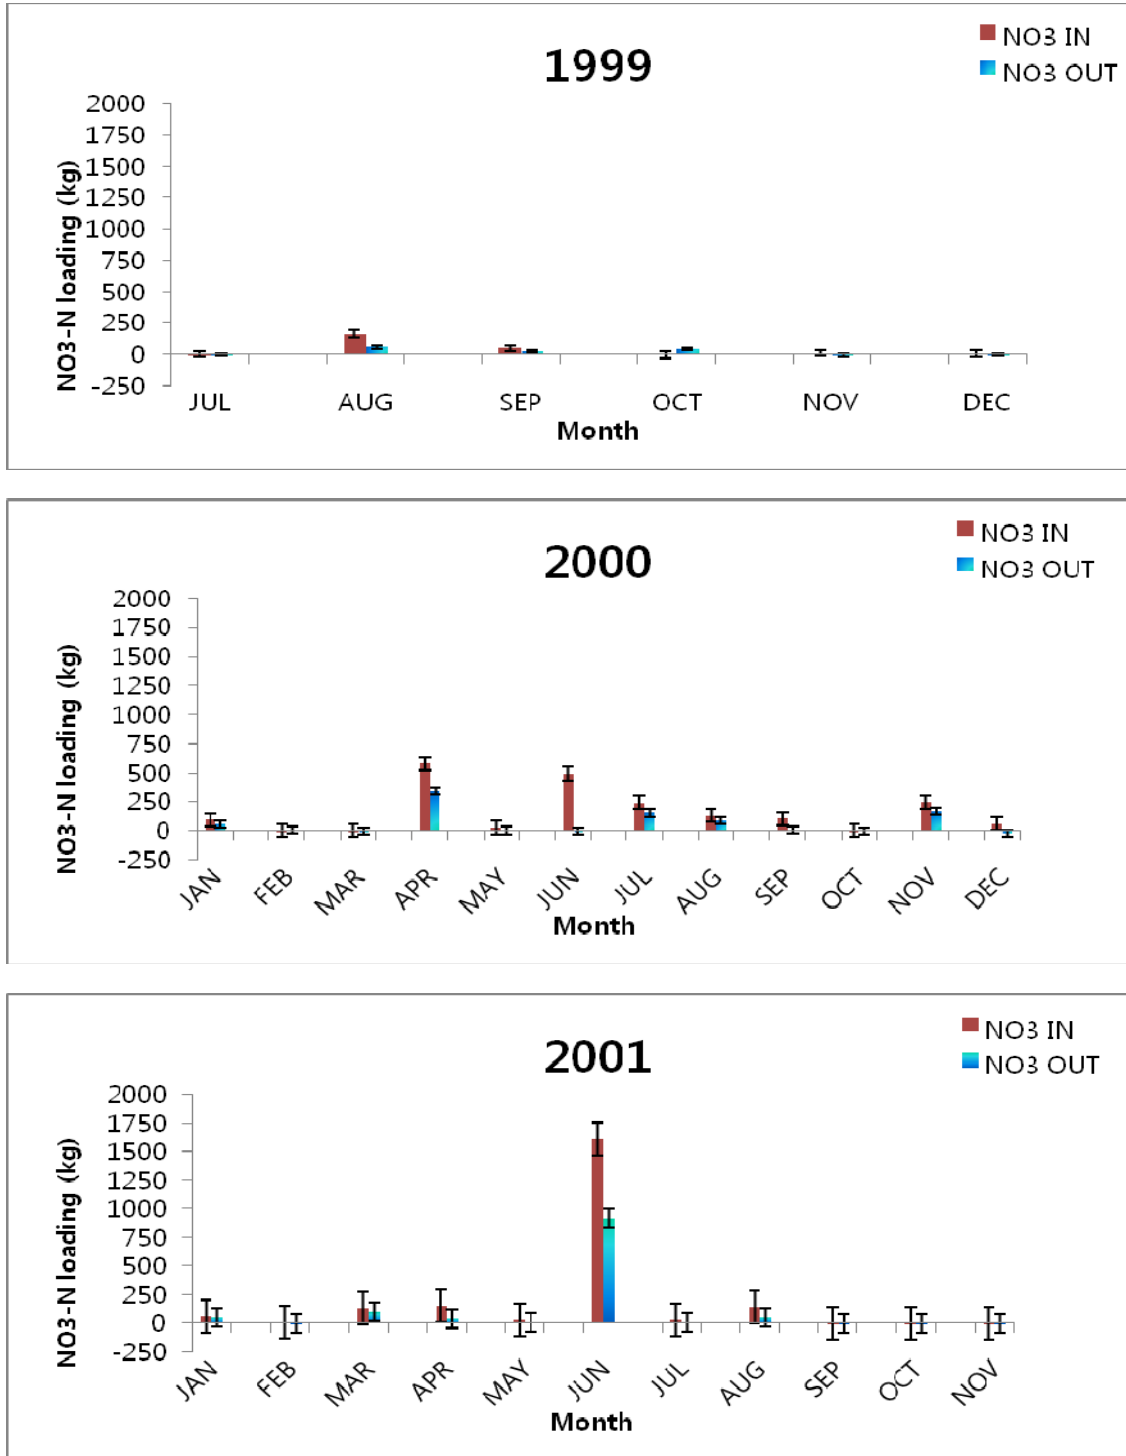 1999
NO3 IN
NO3 OUT
NO3-N loading (kg)
2000
1750
1500
1250
1000
750
500
250
0
-250
JUL AUG SEP OCT NOV DEC
Month
2000
NO3 IN
NO3 OUT
NO3-N loading (kg)
2000
1750
1500
1250
1000
750
500
250
0
-250
JAN FEB MAR APR MAY JUN JUL AUG SEP OCT NOV DEC
Month
2001
NO3 IN
NO3 OUT
NO3-N loading (kg)
2000
1750
1500
1250
1000
750
500
250
0
-250
JAN FEB MAR APR MAY JUN JUL AUG SEP OCT NOV
Month